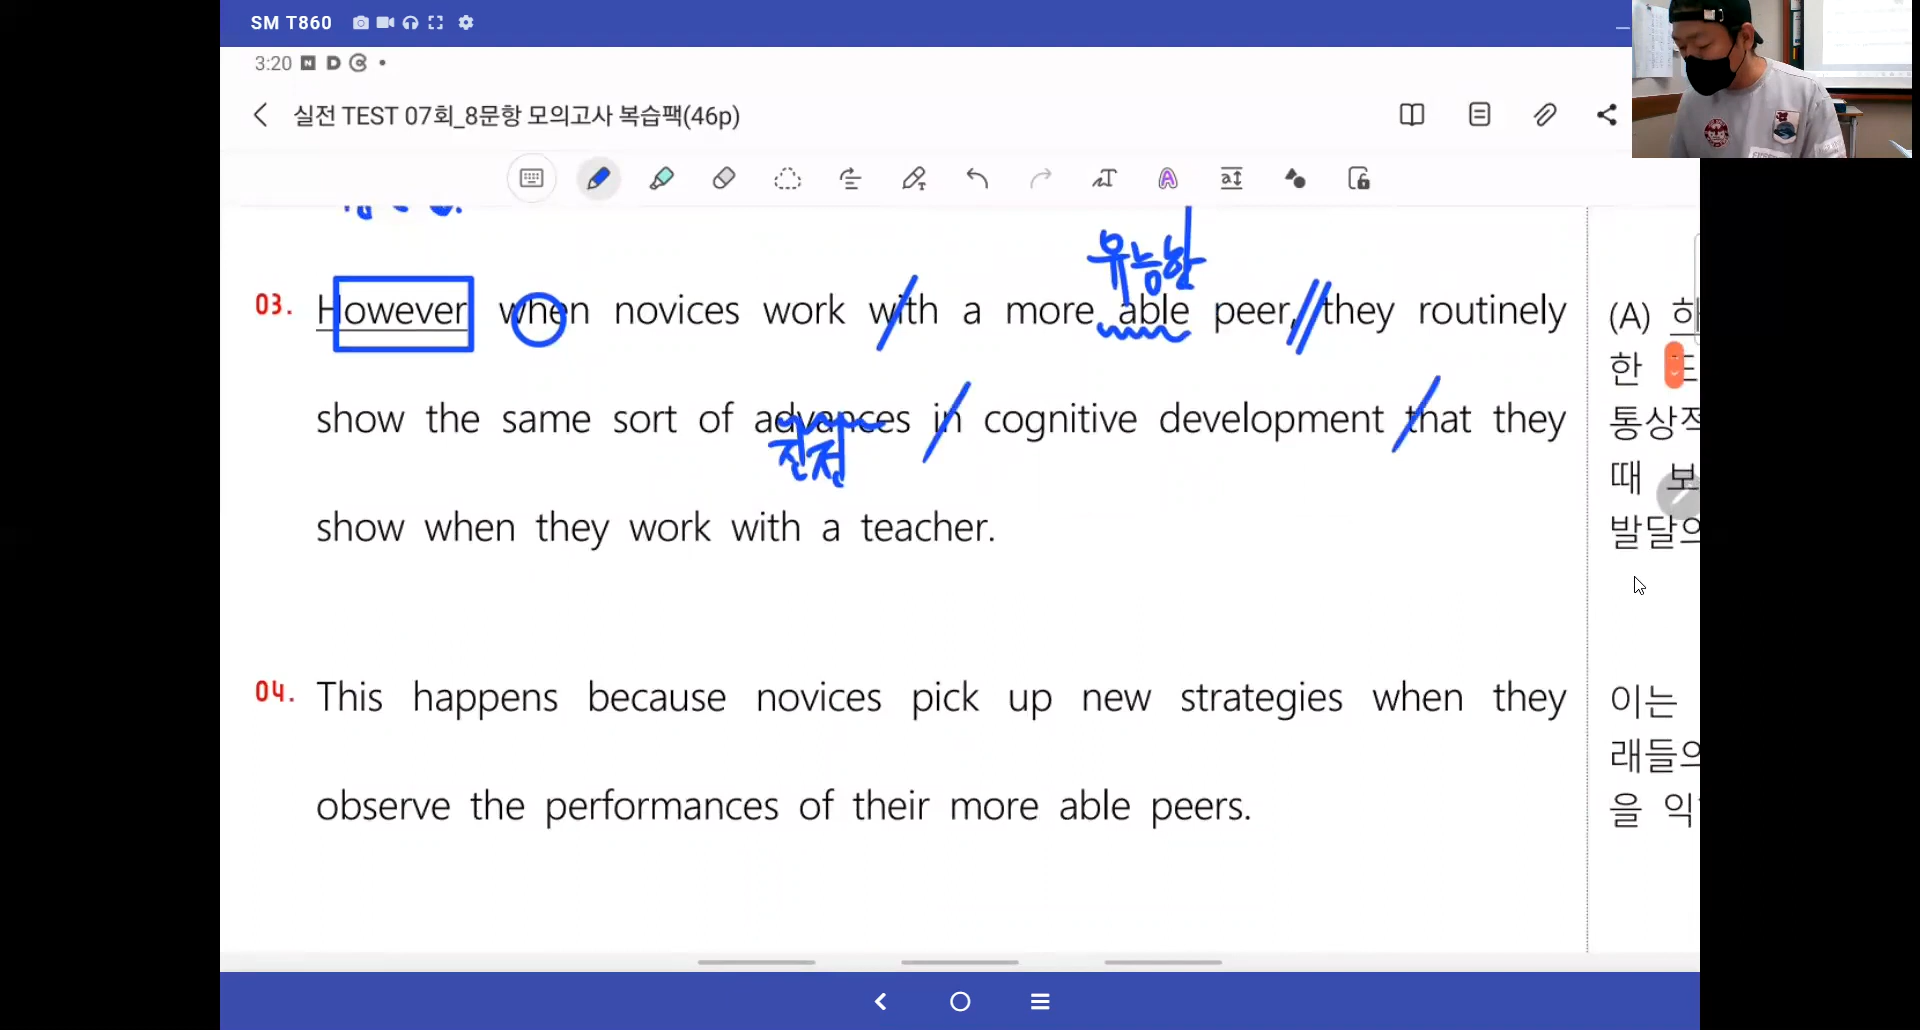 SM T860
3:20
실전 TEST 07회_8문항 모의고사 복습팩(46p)
유능한
03. However when novices work with a more able peer, they routinely
show the same sort of advances in cognitive development that they
진전
show when they work with a teacher.
04. This happens because novices pick up new strategies when they
observe the performances of their more able peers.
(A) 하
한 도
통상적
때 보
발달의
이는
래들의
을 익